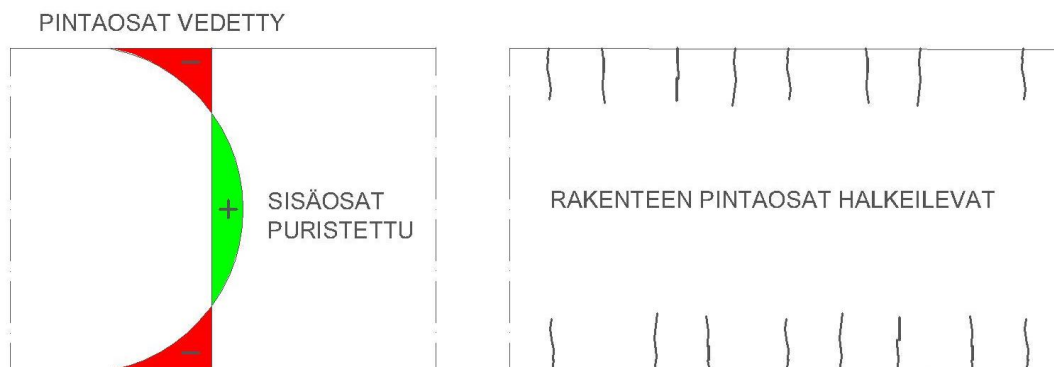 PINTAOSAT VEDETTY
−
+
SISÄOSAT
PURISTETTU
RAKENTEEN PINTAOSAT HALKEILEVAT
−